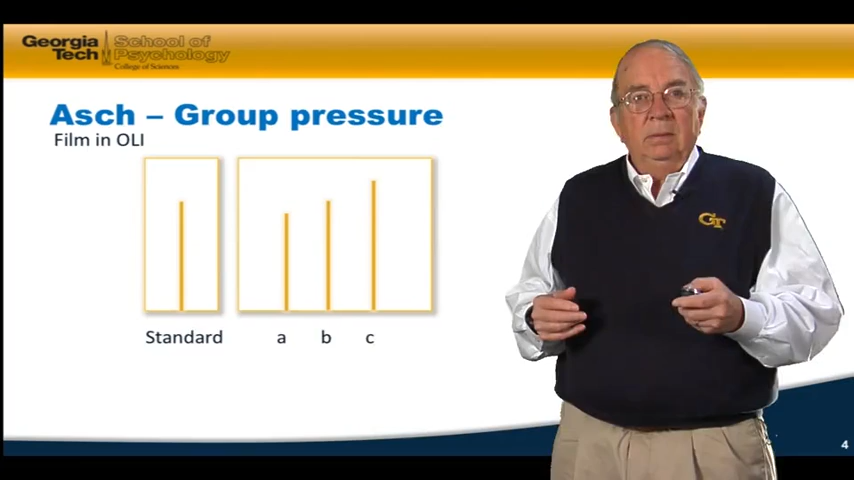 Georgia Tech School of Psychology
College of Sciences
Asch – Group pressure
Film in OLI
Standard a b c
GT
4